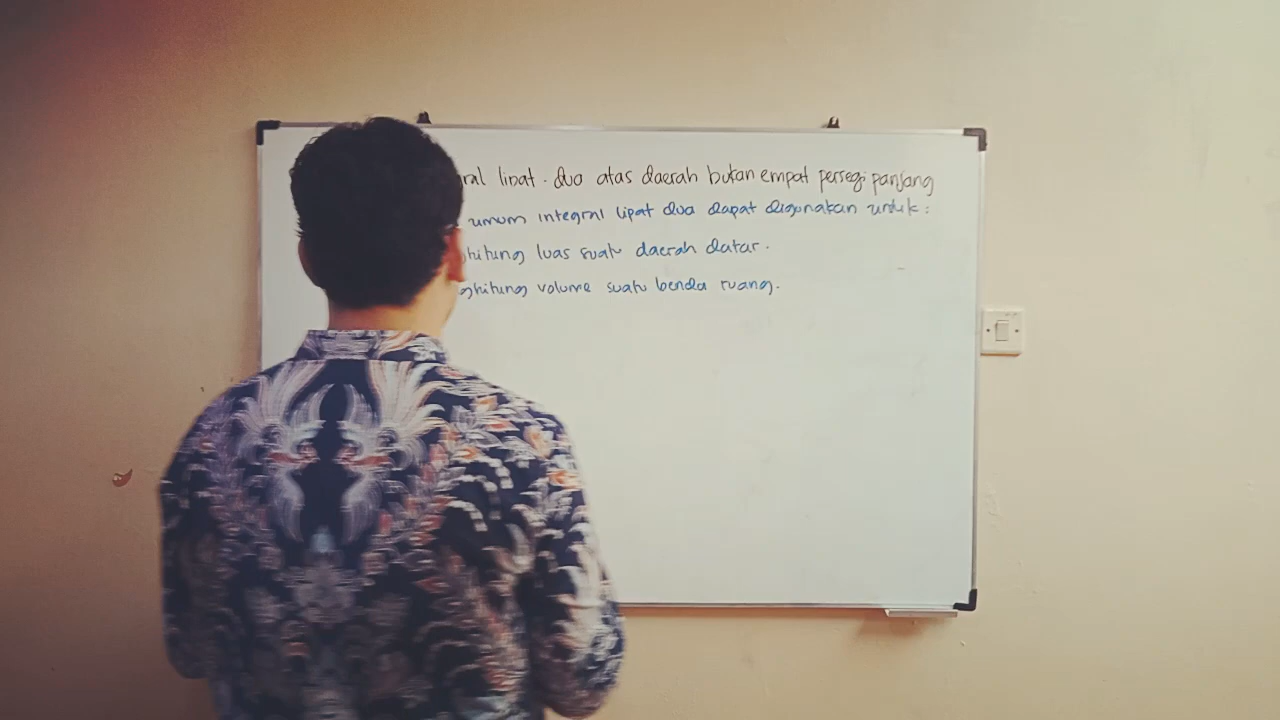 ral lipat. dua atas daerah bukan empat persegi panjang
umum integral lipat dua dapat digunakan untuk:
hitung luas suatu daerah datar.
ghitung volume suatu benda ruang.